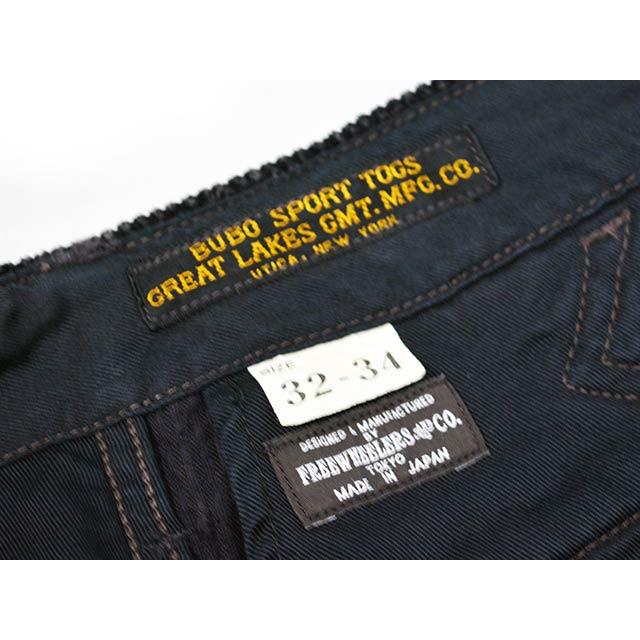 BUBO SPORT TOGS
GREAT LAKES GMT. MFG. CO.
UTICA, NEW YORK
SIZE
32-34
DESIGNED & MANUFACTURED
BY
FREEWHEELERS AND CO.
TOKYO
MADE IN JAPAN